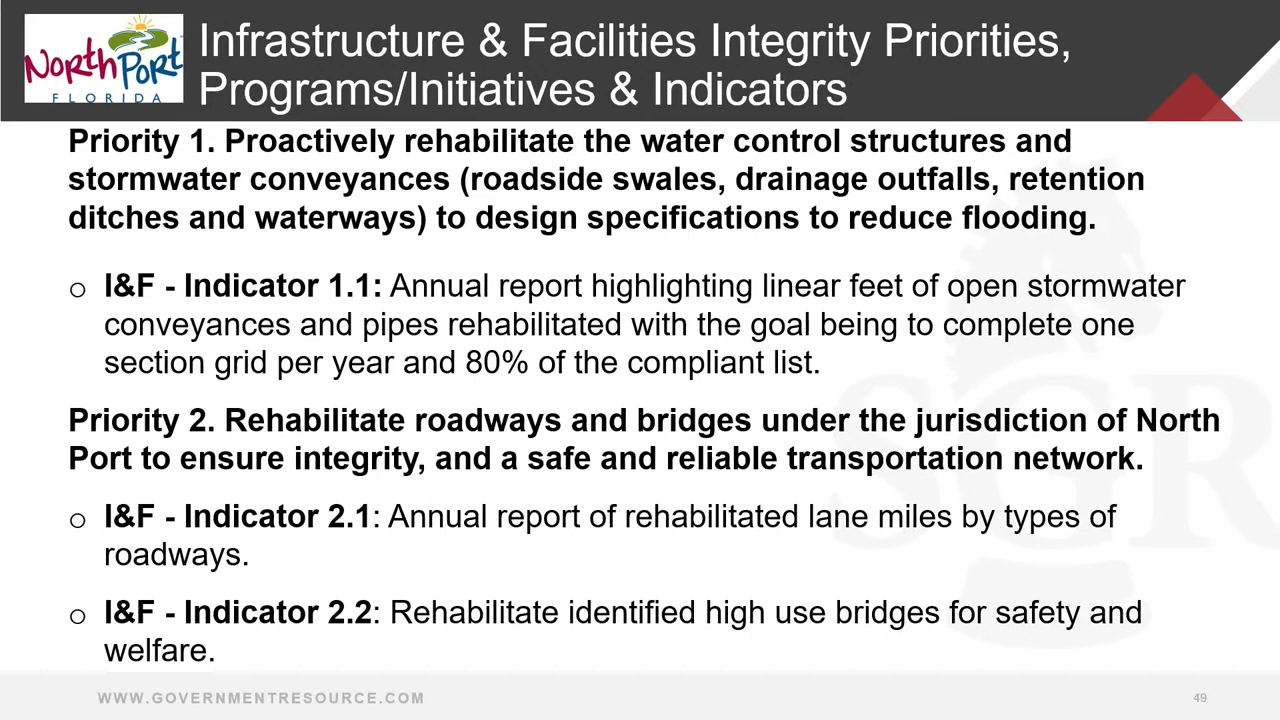 North Port
FLORIDA
Infrastructure & Facilities Integrity Priorities,
Programs/Initiatives & Indicators
Priority 1. Proactively rehabilitate the water control structures and
stormwater conveyances (roadside swales, drainage outfalls, retention
ditches and waterways) to design specifications to reduce flooding.
o I&F - Indicator 1.1: Annual report highlighting linear feet of open stormwater
conveyances and pipes rehabilitated with the goal being to complete one
section grid per year and 80% of the compliant list.
Priority 2. Rehabilitate roadways and bridges under the jurisdiction of North
Port to ensure integrity, and a safe and reliable transportation network.
o I&F - Indicator 2.1: Annual report of rehabilitated lane miles by types of
roadways.
o I&F - Indicator 2.2: Rehabilitate identified high use bridges for safety and
welfare.
SGR
WWW.GOVERNMENTRESOURCE.COM
49